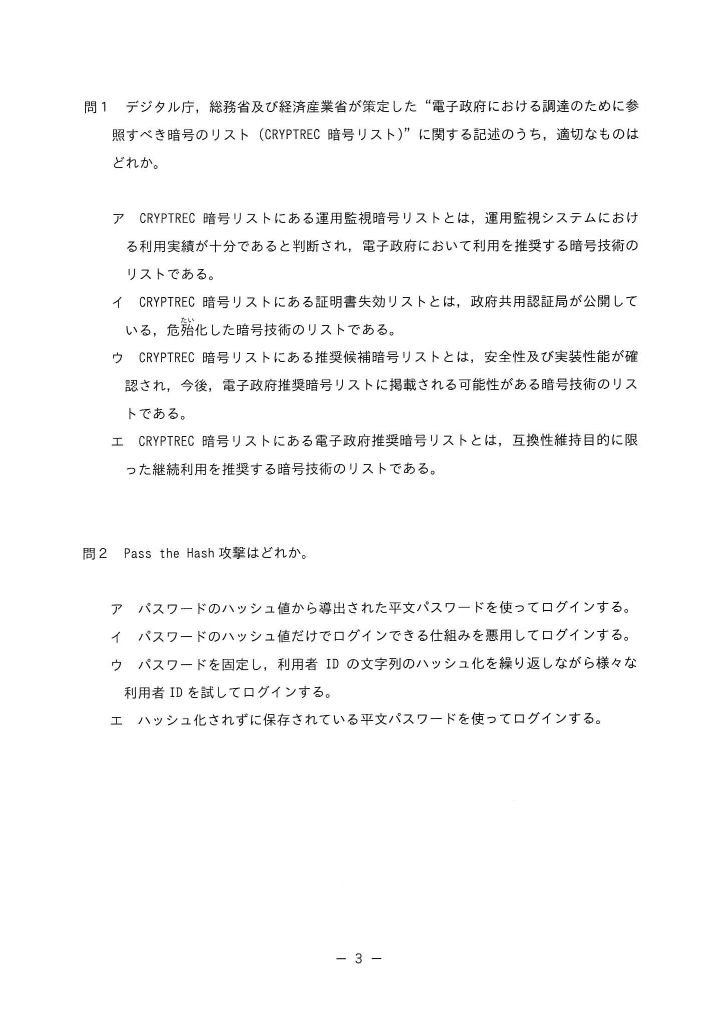 問1 デジタル庁，総務省及び経済産業省が策定した“電子政府における調達のために参
照すべき暗号のリスト（CRYPTREC 暗号リスト）”に関する記述のうち，適切なものは
どれか。
ア CRYPTREC 暗号リストにある運用監視暗号リストとは，運用監視システムにおけ
る利用実績が十分であると判断され，電子政府において利用を推奨する暗号技術の
リストである。
イ CRYPTREC 暗号リストにある証明書失効リストとは，政府共用認証局が公開して
たい
いる，危殆化した暗号技術のリストである。
ウ CRYPTREC 暗号リストにある推奨候補暗号リストとは，安全性及び実装性能が確
認され，今後，電子政府推奨暗号リストに掲載される可能性がある暗号技術のリス
トである。
エ CRYPTREC 暗号リストにある電子政府推奨暗号リストとは，互換性維持目的に限
った継続利用を推奨する暗号技術のリストである。
問2 Pass the Hash 攻撃はどれか。
ア パスワードのハッシュ値から導出された平文パスワードを使ってログインする。
イ パスワードのハッシュ値だけでログインできる仕組みを悪用してログインする。
ウ パスワードを固定し，利用者 ID の文字列のハッシュ化を繰り返しながら様々な
利用者 ID を試してログインする。
エ ハッシュ化されずに保存されている平文パスワードを使ってログインする。
－ 3 －